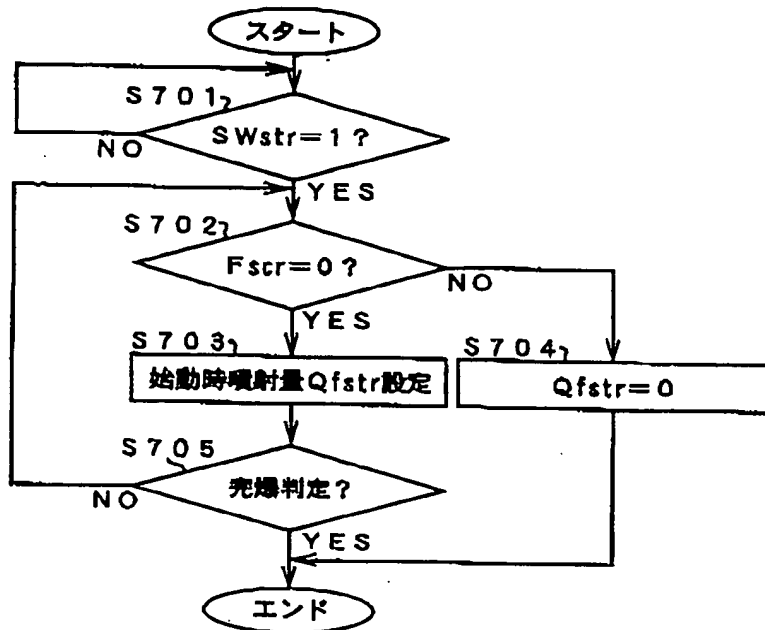 スタート
S701
SWstr=1?
NO
YES
S702
Fscr=0?
NO
YES
S703
始動時噴射量Qfstr設定
S704
Qfstr=0
S705
完爆判定?
NO
YES
エンド